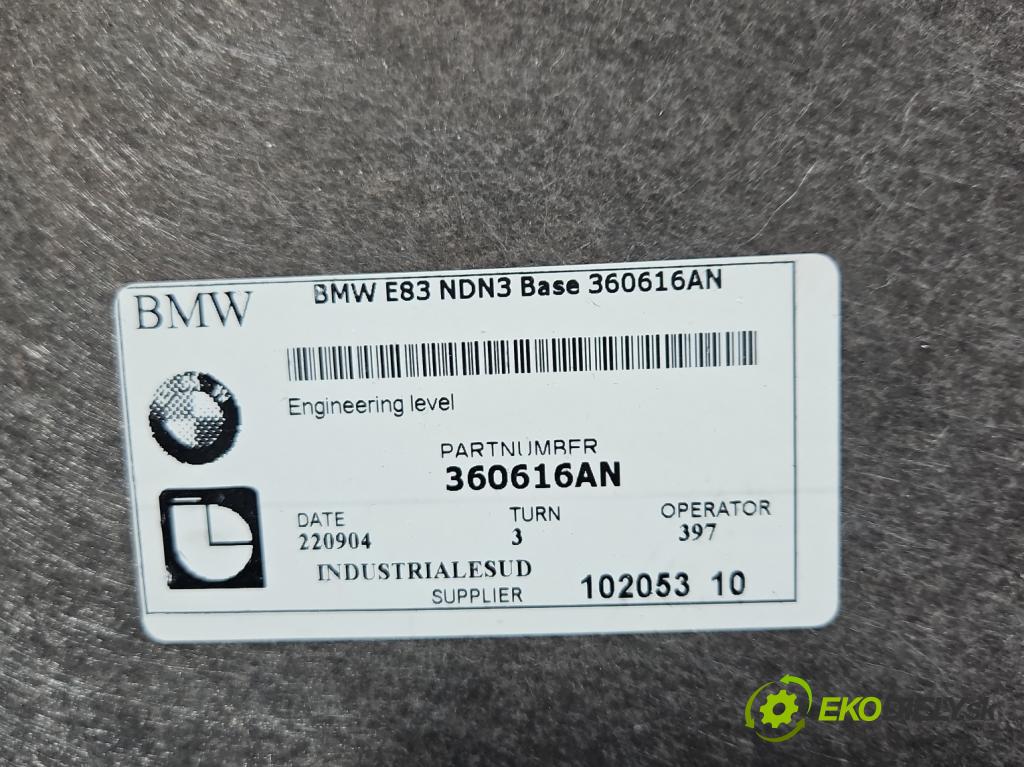 BMW
BMW E83 NDN3 Base 360616AN
Engineering level
PARTNUMBER
360616AN
DATE TURN OPERATOR
220904 3 397
INDUSTRIALESUD
SUPPLIER
102053 10
EKO